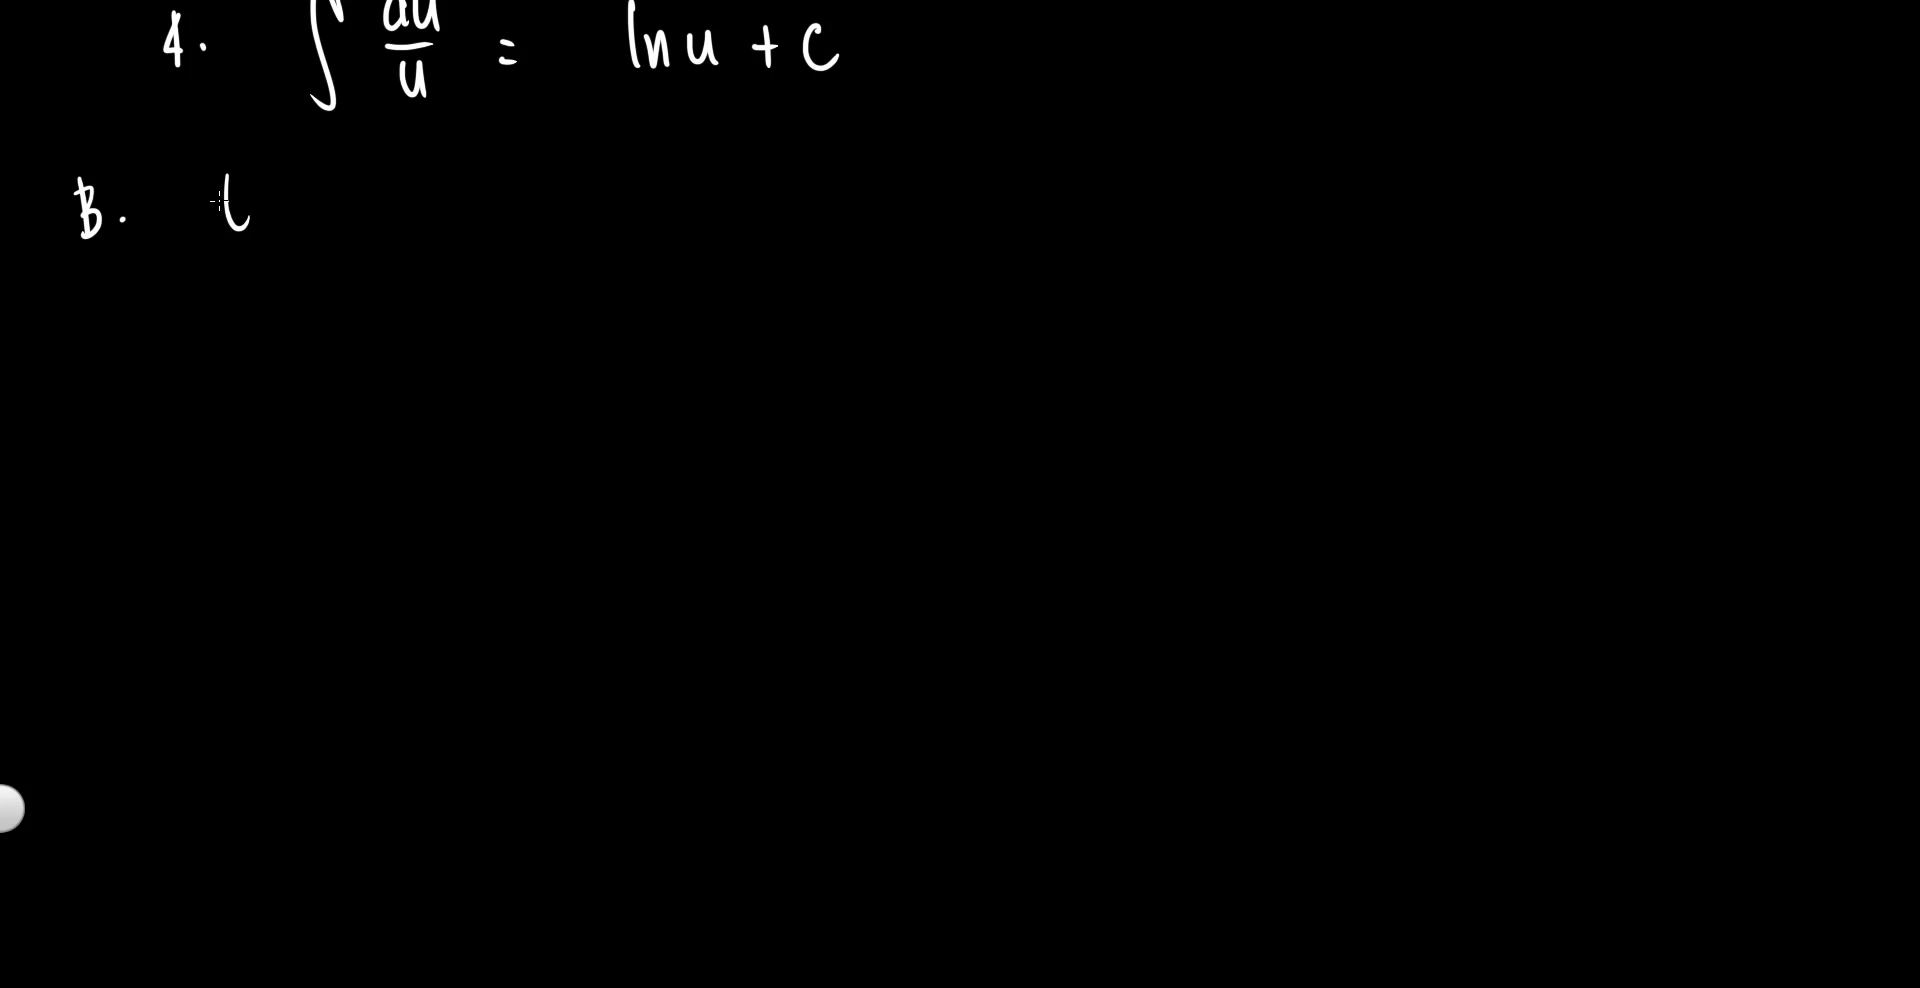 4. ∫ du/u = ln u + c
B.